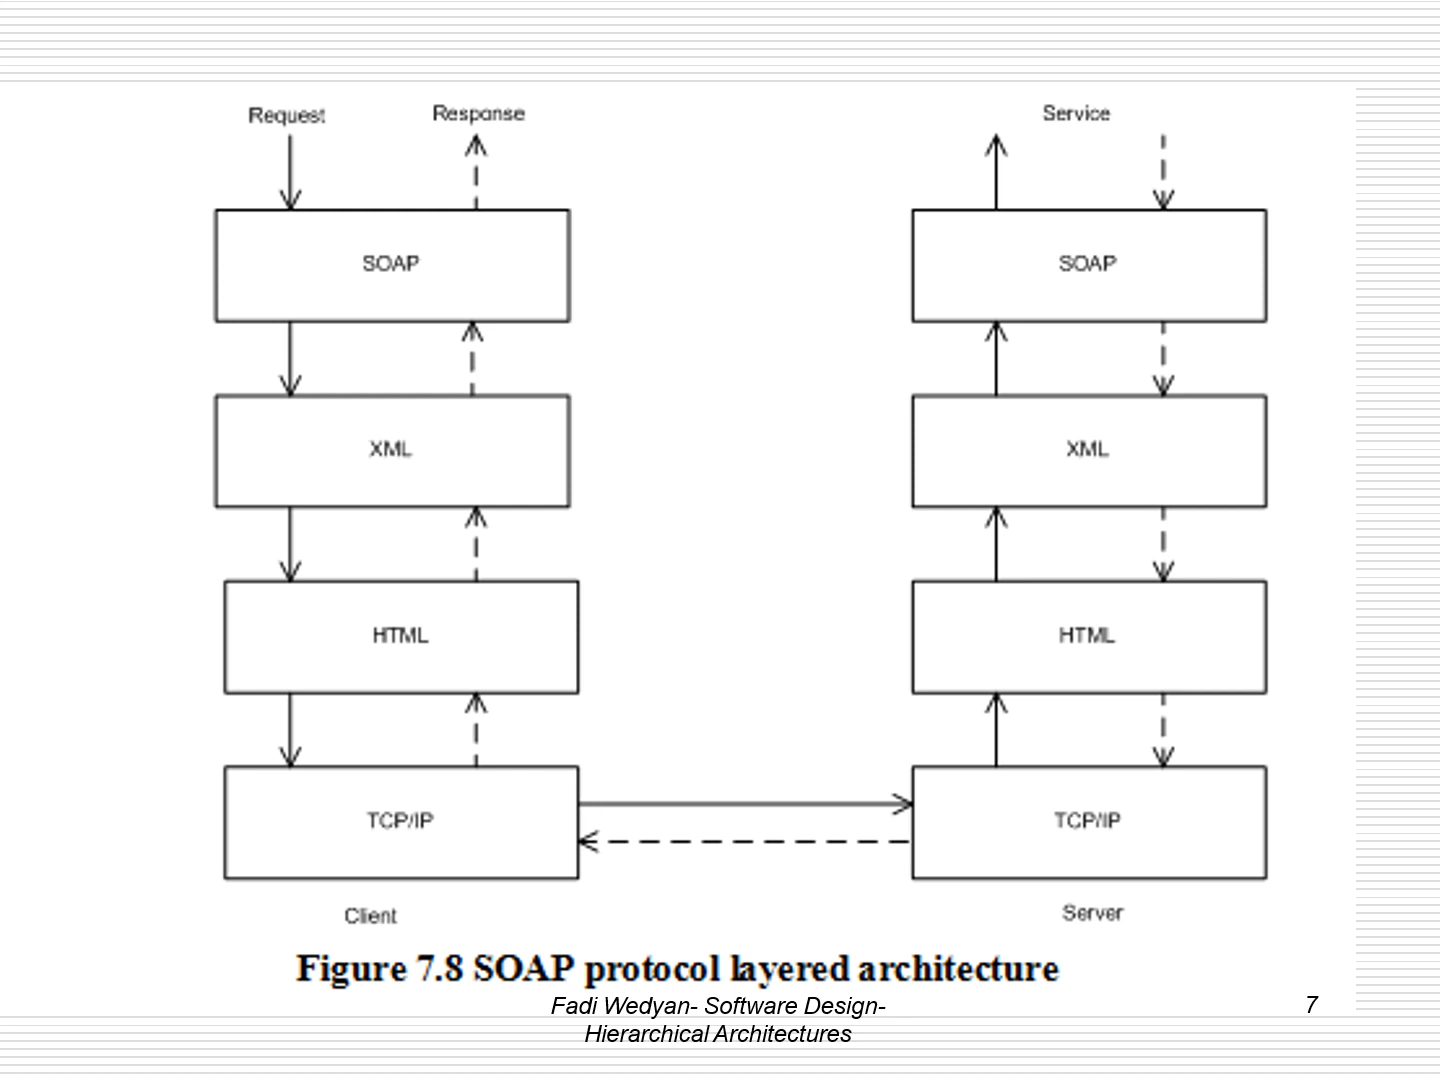 Request Response Service
SOAP SOAP
XML XML
HTML HTML
TCP/IP TCP/IP
Client Server
Figure 7.8 SOAP protocol layered architecture
Fadi Wedyan- Software Design-
Hierarchical Architectures
7